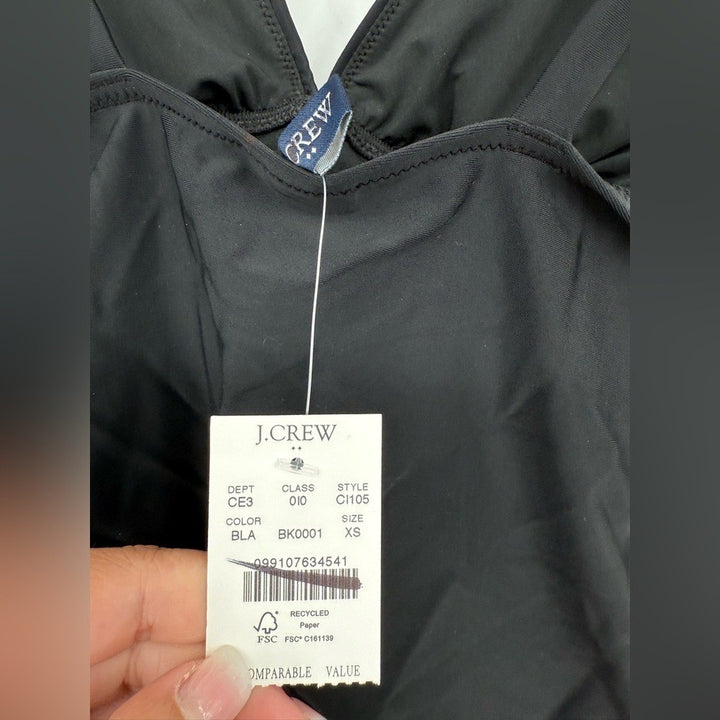 CREW
J.CREW
DEPT CLASS STYLE
CE3 010 CI105
COLOR SIZE
BLA BK0001 XS
099107634541
RECYCLED
Paper
FSC FSC® C161139
OMPARABLE VALUE